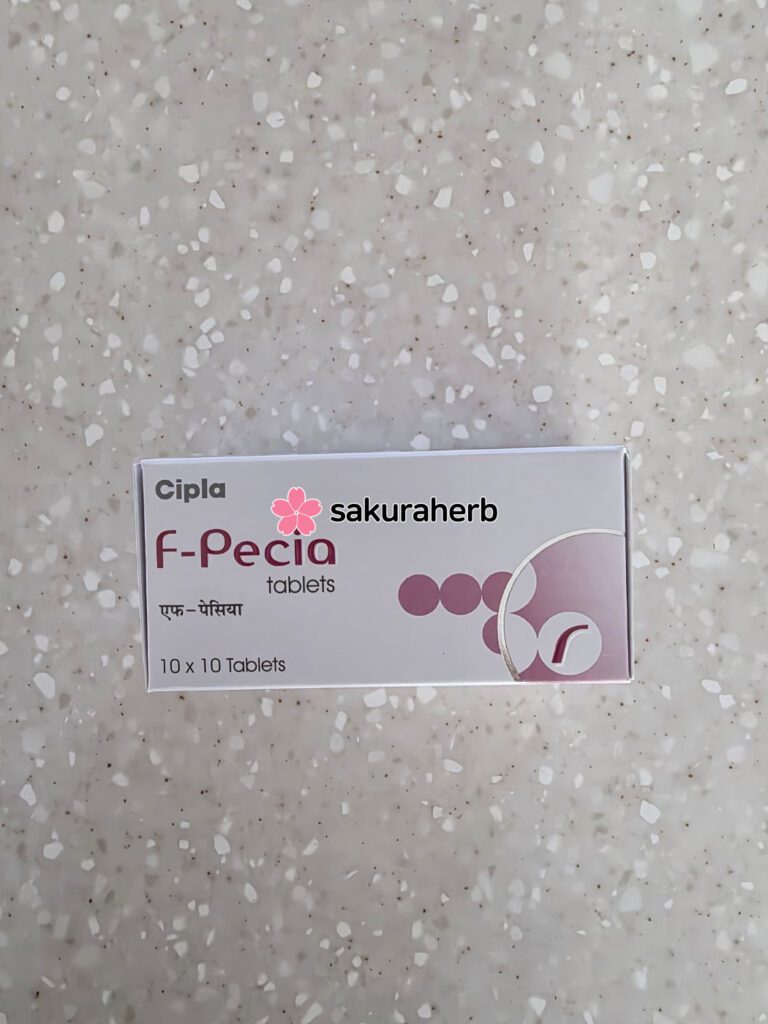 Cipla
sakuraherb
F-Pecia
tablets
एफ-पेसिया
10 x 10 Tablets